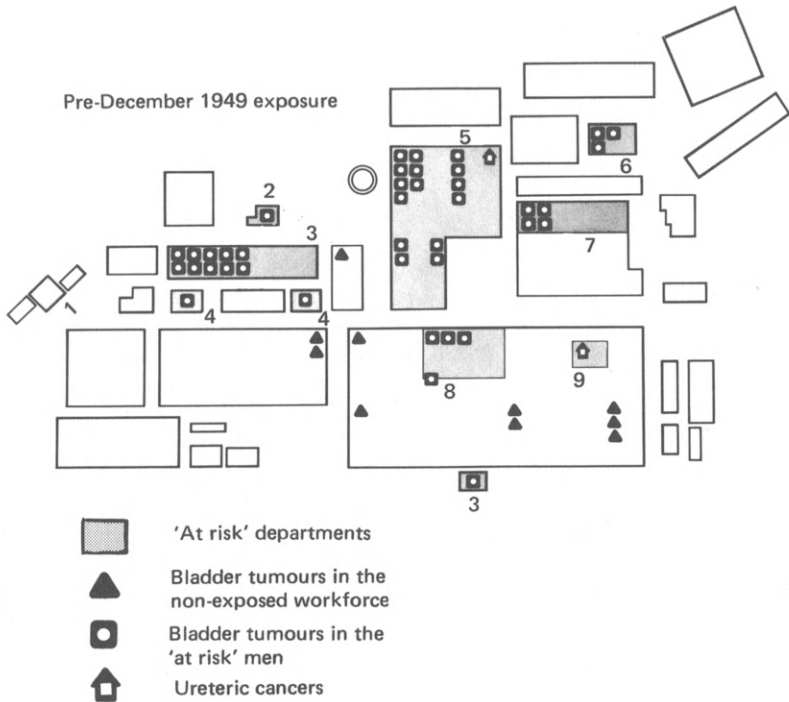 Pre-December 1949 exposure
5
6
2
3
7
1
4
4
8
9
3
'At risk' departments
Bladder tumours in the
non-exposed workforce
Bladder tumours in the
'at risk' men
Ureteric cancers